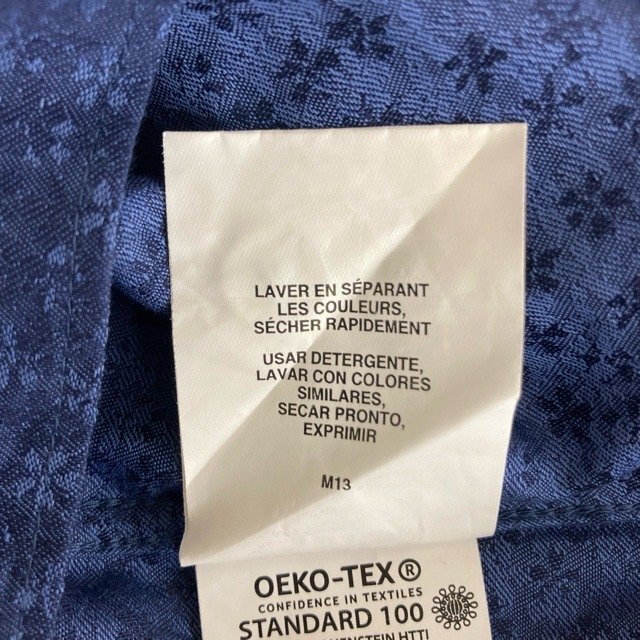 LAVER EN SÉPARANT
LES COULEURS,
SÉCHER RAPIDEMENT
USAR DETERGENTE,
LAVAR CON COLORES
SIMILARES,
SECAR PRONTO,
EXPRIMIR
M13
OEKO-TEX®
CONFIDENCE IN TEXTILES
STANDARD 100